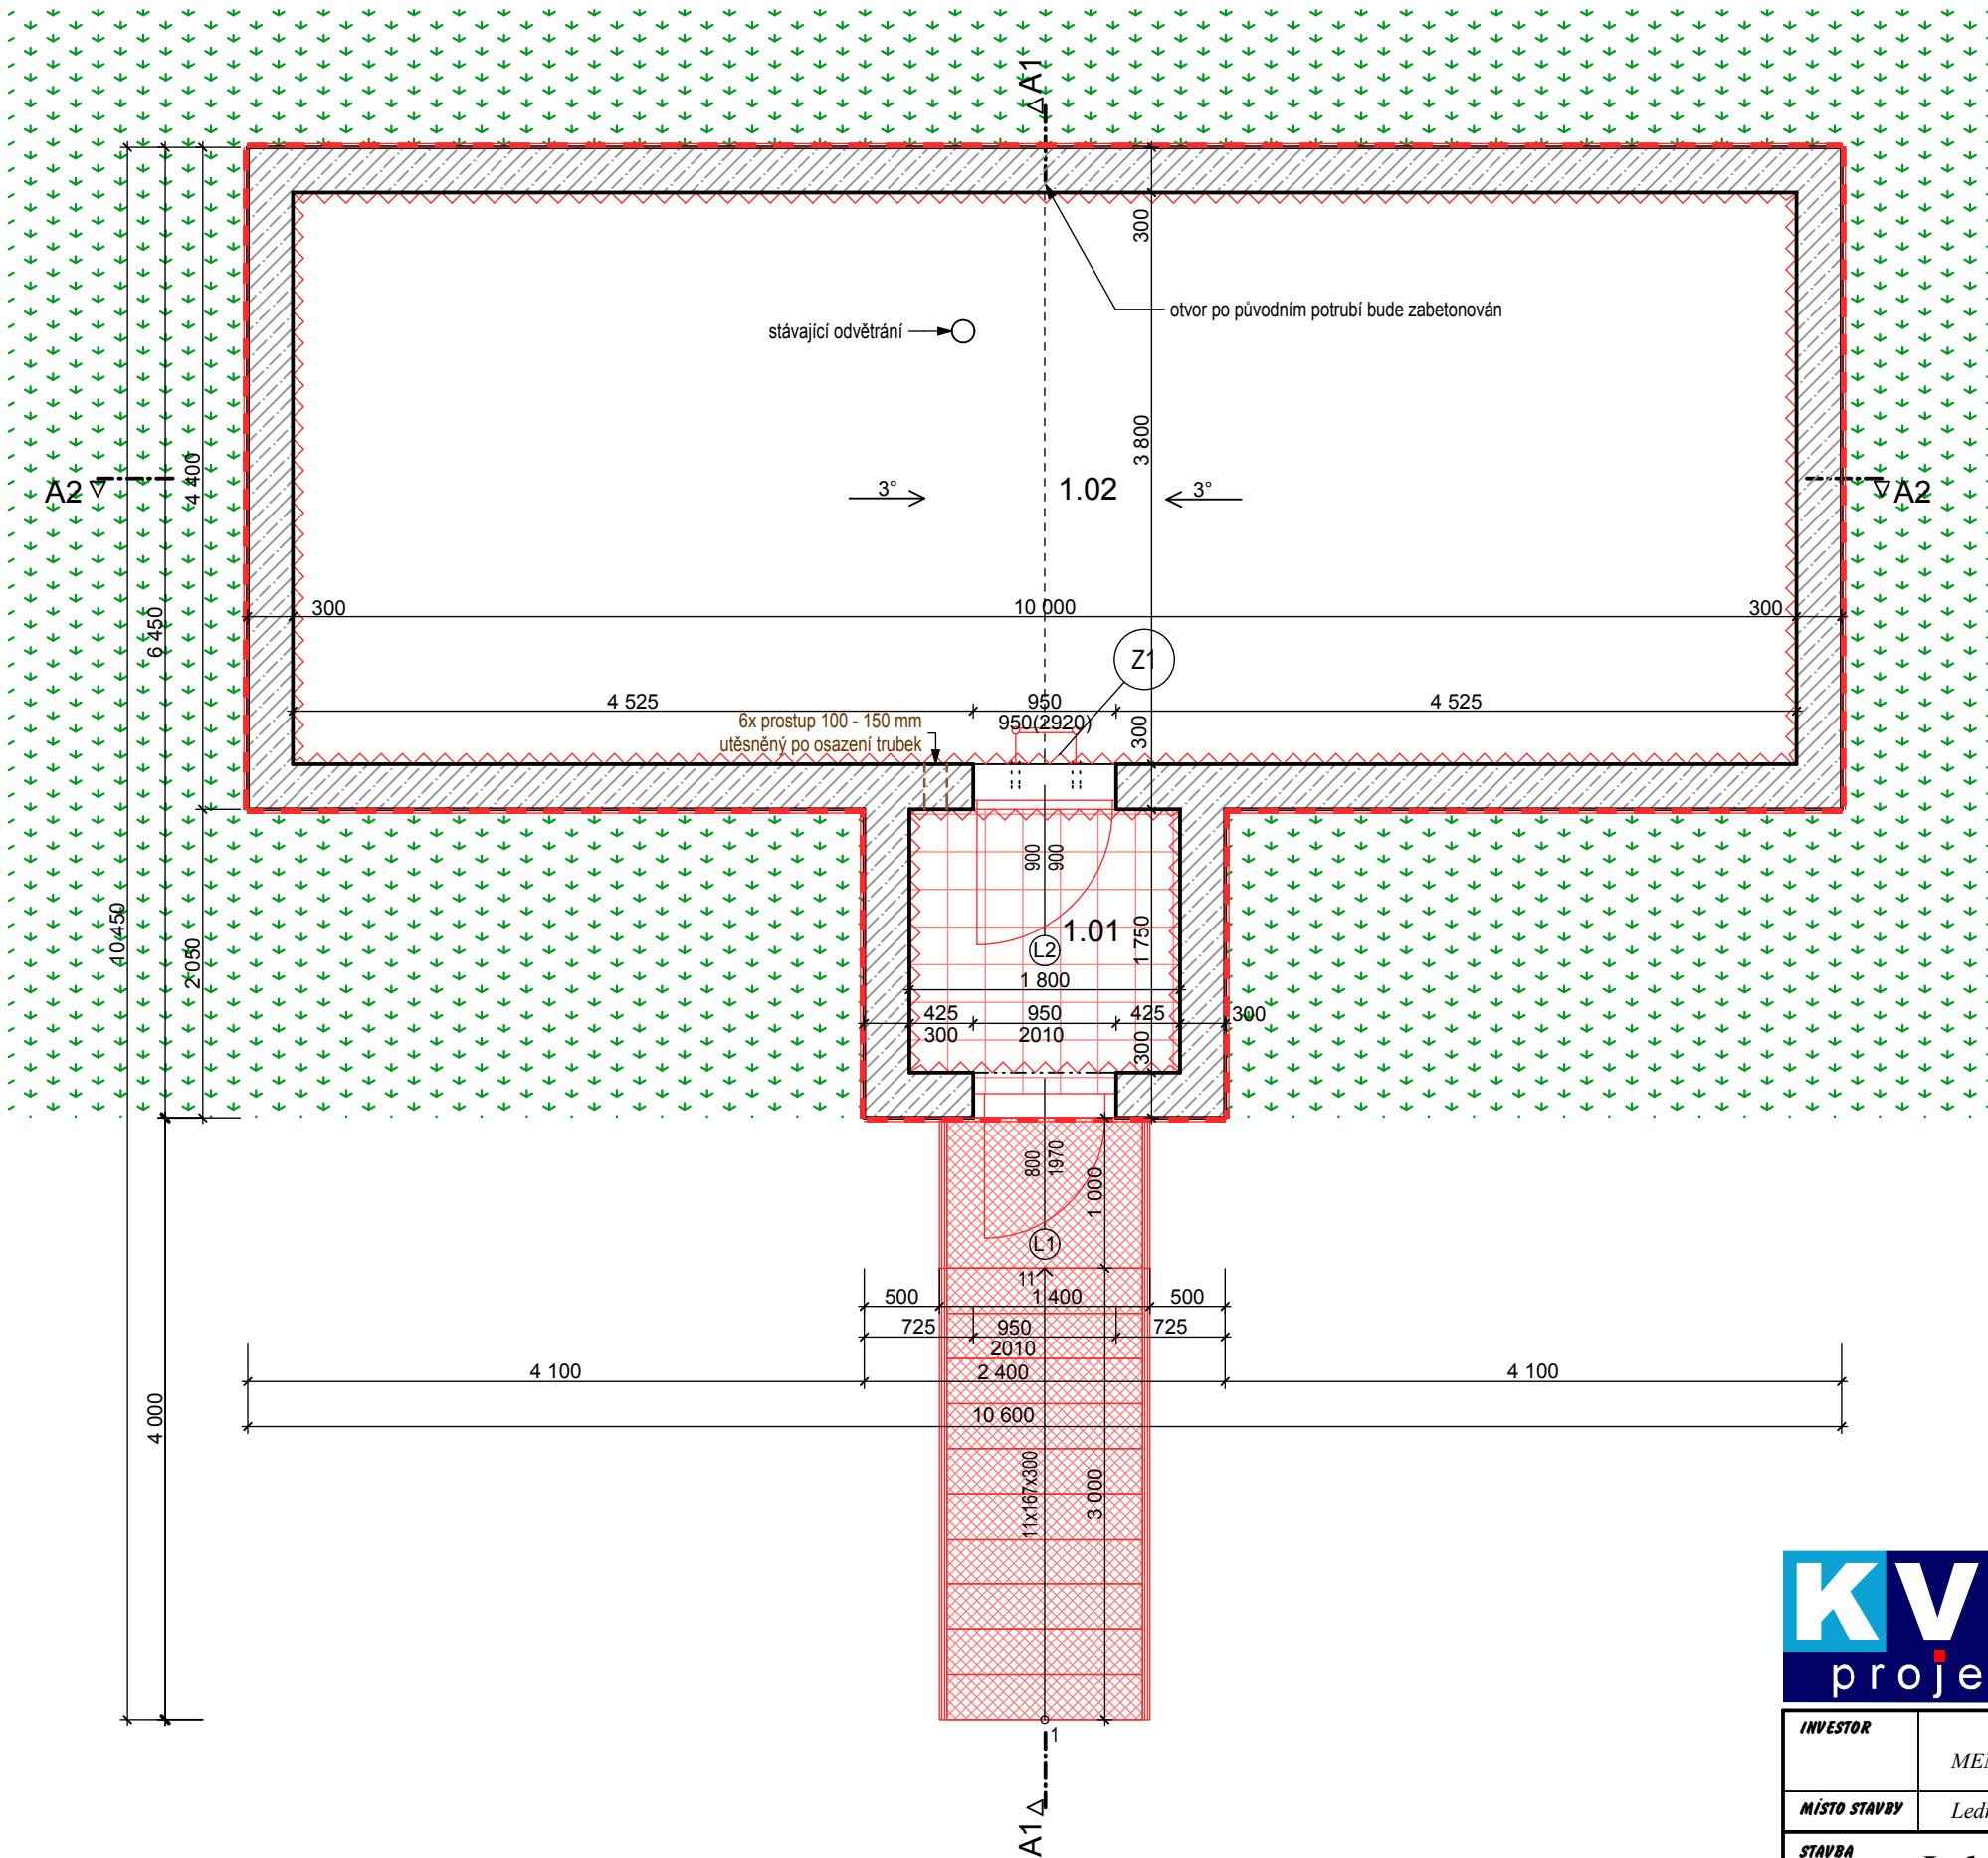 A1
300
otvor po původním potrubí bude zabetonován
stávající odvětrání
3 800
4 400
A2
3°
1.02
3°
A2
300
10 000
300
6 450
Z1
4 525
950
4 525
6x prostup 100 - 150 mm
950(2920)
utěsněný po osazení trubek
300
900
900
10 450
2 050
1.01
1 750
L2
1 800
425
950
425
300
300
2010
300
800
1970
1 000
L1
11
500
1 400
500
725
950
725
2010
4 100
2 400
4 100
4 000
10 600
11x167x300
3 000
KV
proje
1
INVESTOR
MÍSTO STAVBY
STAVBA
A1